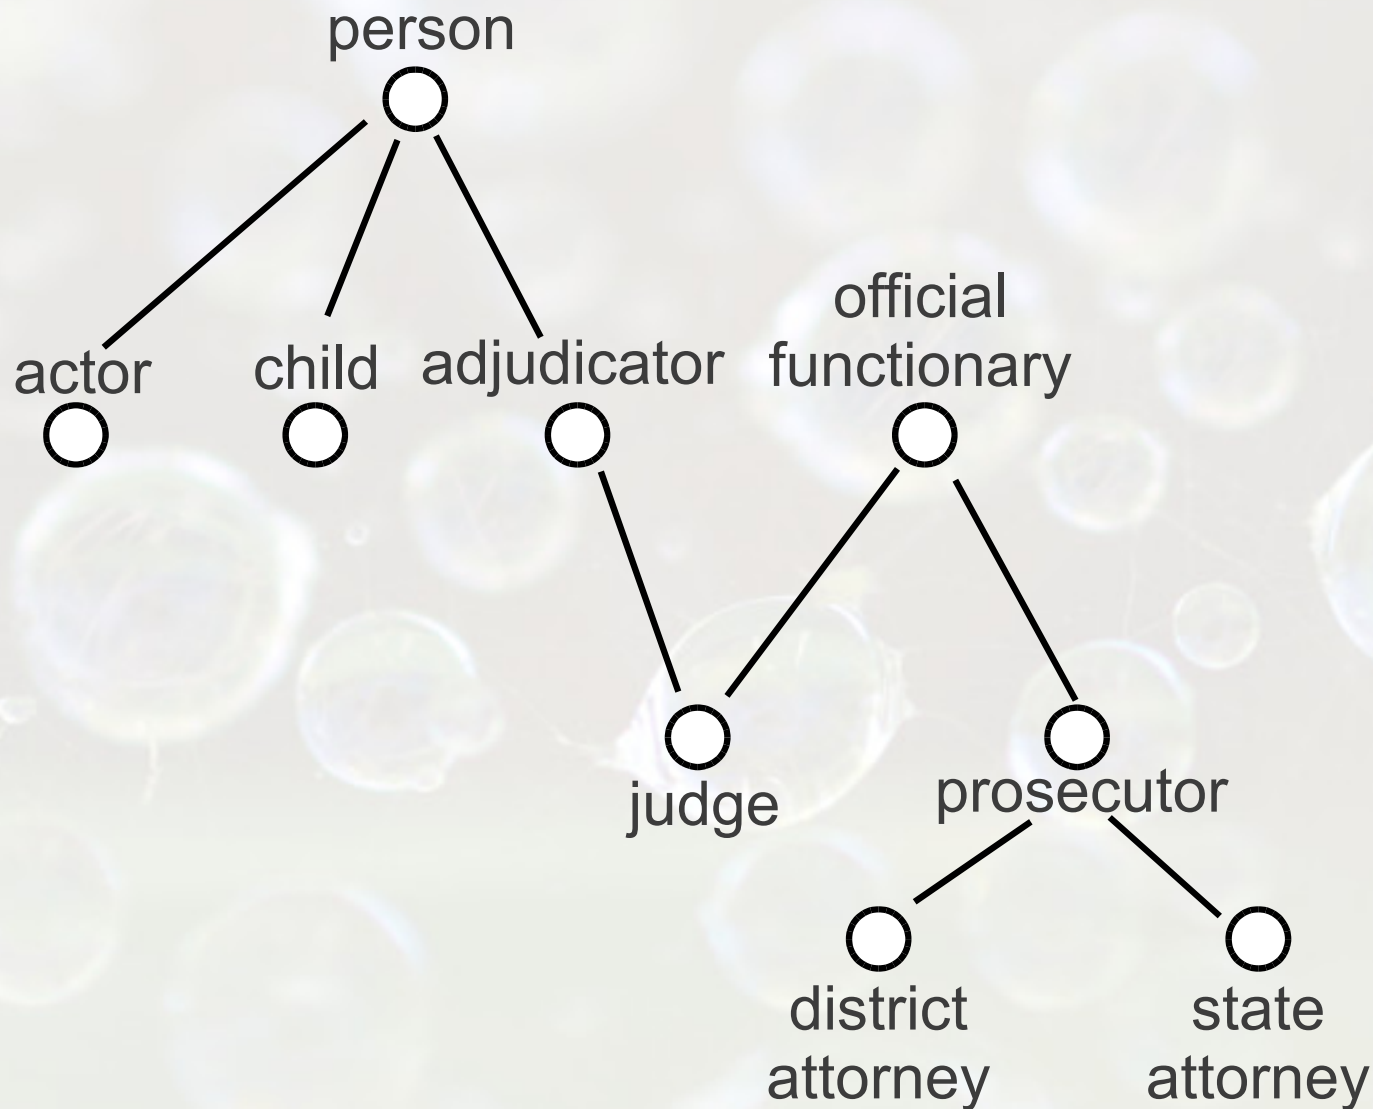 person
official
actor
child
adjudicator
functionary
judge
prosecutor
district
attorney
state
attorney